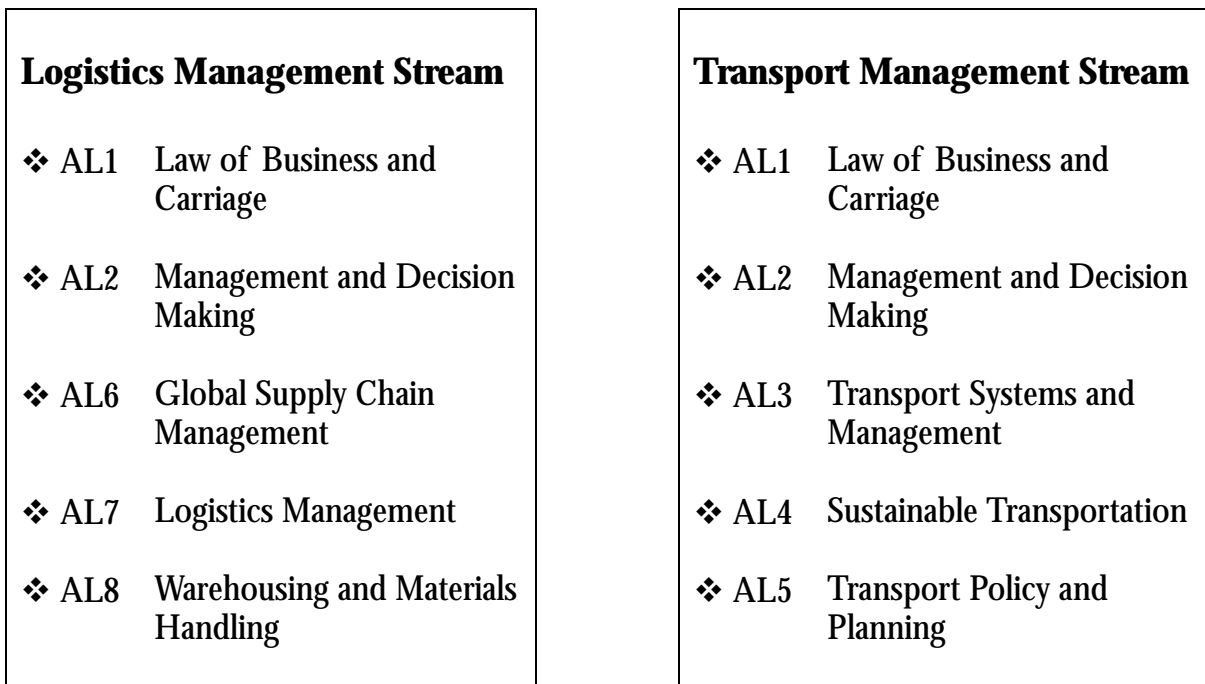 Logistics Management Stream
❖ AL1 Law of Business and
Carriage
❖ AL2 Management and Decision
Making
❖ AL6 Global Supply Chain
Management
❖ AL7 Logistics Management
❖ AL8 Warehousing and Materials
Handling
Transport Management Stream
❖ AL1 Law of Business and
Carriage
❖ AL2 Management and Decision
Making
❖ AL3 Transport Systems and
Management
❖ AL4 Sustainable Transportation
❖ AL5 Transport Policy and
Planning